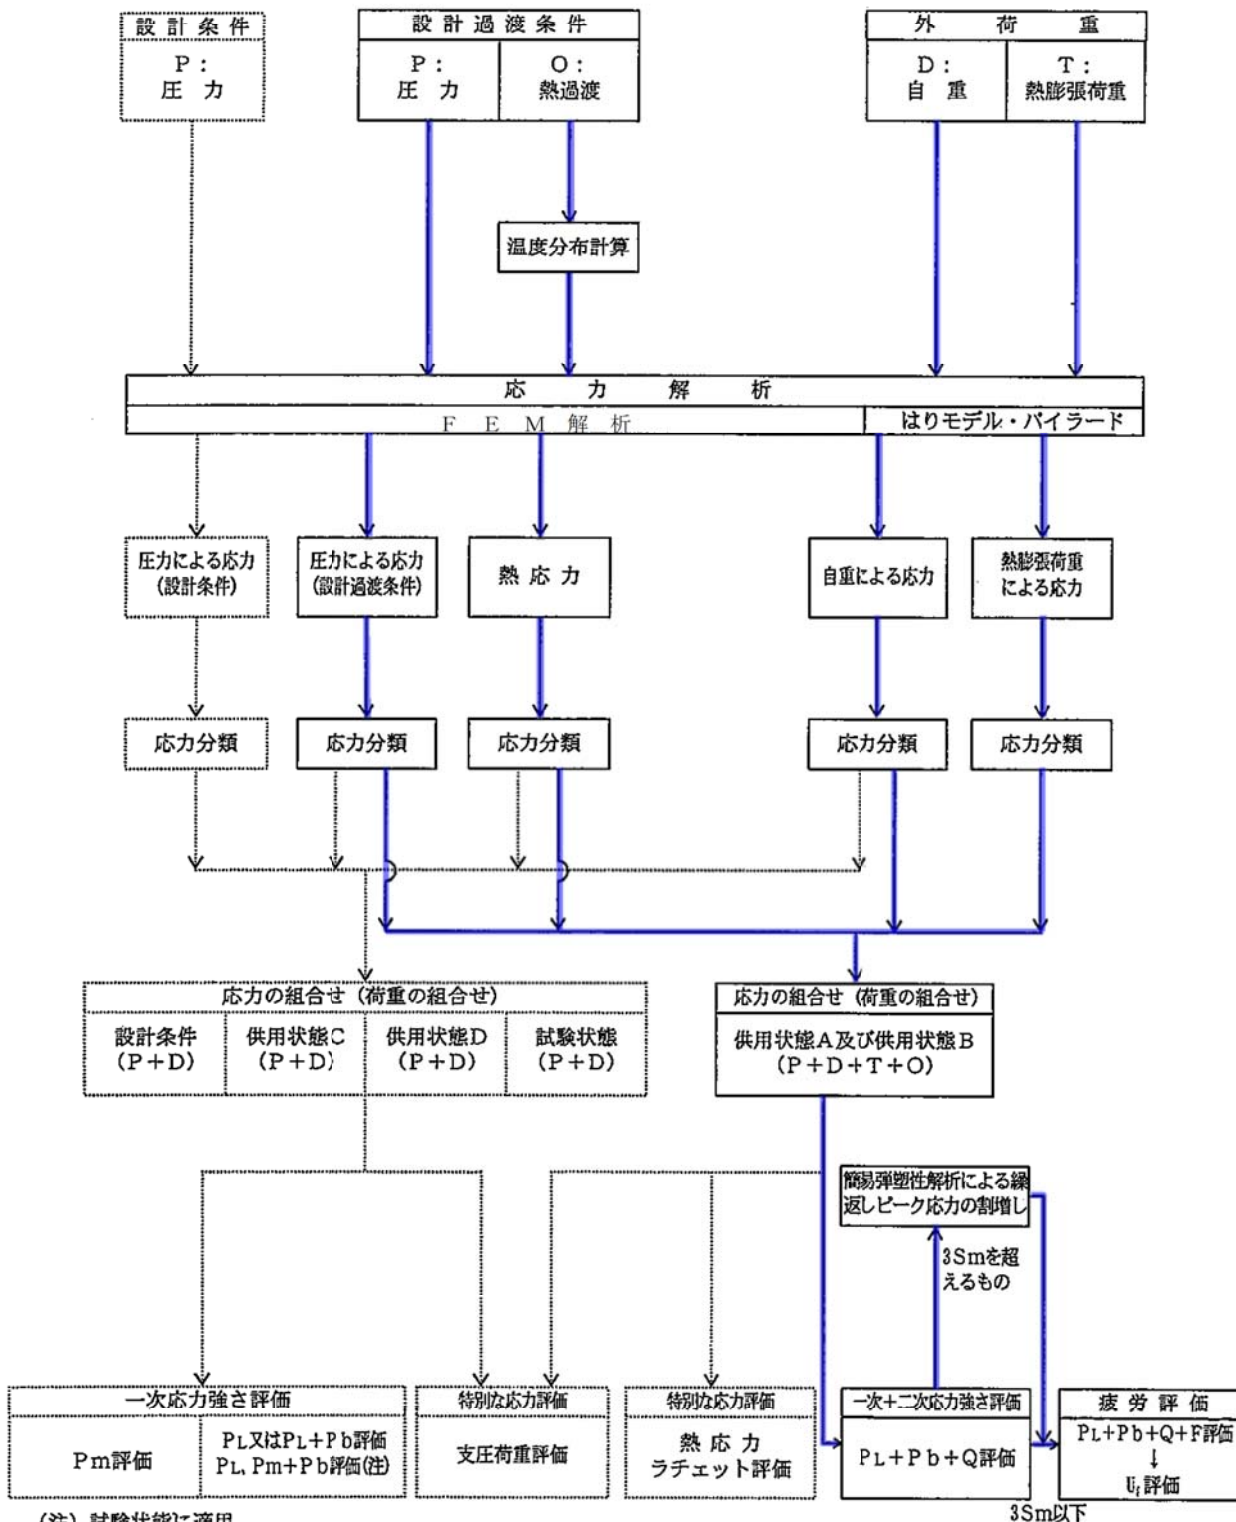 設計条件
P:
圧力
設計過渡条件
P:
圧力
O:
熱過渡
外荷重
D:
自重
T:
熱膨張荷重
温度分布計算
応力解析
FEM解析
はりモデル・パイラード
圧力による応力
(設計条件)
圧力による応力
(設計過渡条件)
熱応力
自重による応力
熱膨張荷重
による応力
応力分類
応力分類
応力分類
応力分類
応力分類
応力の組合せ(荷重の組合せ)
設計条件
(P+D)
供用状態C
(P+D)
供用状態D
(P+D)
試験状態
(P+D)
応力の組合せ(荷重の組合せ)
供用状態A及び供用状態B
(P+D+T+O)
簡易弾塑性解析による繰
返しピーク応力の割増し
3Smを超
えるもの
一次応力強さ評価
Pm評価
PL又はPL+Pb評価
PL、Pm+Pb評価(注)
特別な応力評価
支圧荷重評価
特別な応力評価
熱応力
ラチェット評価
一次+二次応力強さ評価
PL+Pb+Q評価
疲労評価
PL+Pb+Q+F評価
↓
Uf評価
3Sm以下
(注)試験状態に適用